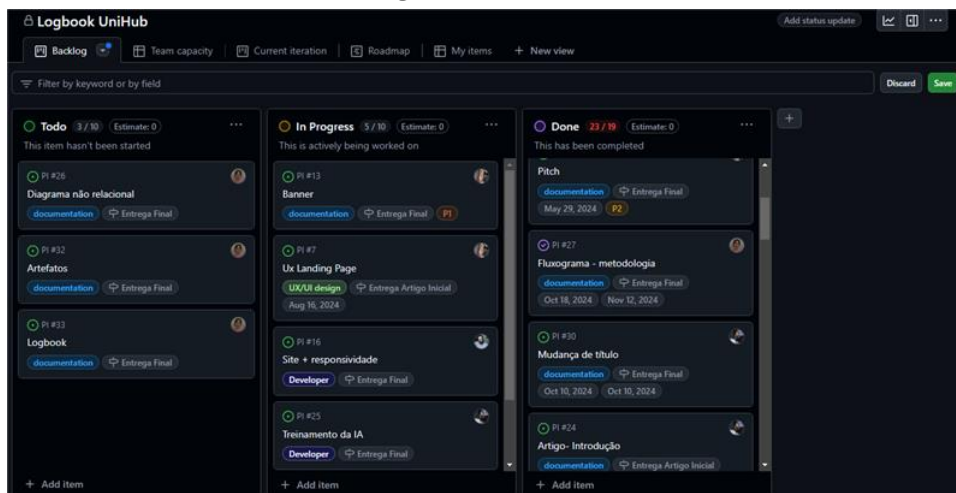 Logbook UniHub
Add status update
Backlog
Team capacity
Current iteration
Roadmap
My items
+ New view
Filter by keyword or by field
Discard
Save
Todo 3 / 10 Estimate: 0
This item hasn't been started
PI #26
Diagrama não relacional
documentation Entrega Final
PI #32
Artefatos
documentation Entrega Final
PI #33
Logbook
documentation Entrega Final
+ Add item
In Progress 5 / 10 Estimate: 0
This is actively being worked on
PI #13
Banner
documentation Entrega Final P1
PI #7
Ux Landing Page
UX/UI design Entrega Artigo Inicial
Aug 16, 2024
PI #16
Site + responsividade
Developer Entrega Final
PI #25
Treinamento da IA
Developer Entrega Final
+ Add item
Done 23 / 19 Estimate: 0
This has been completed
Pitch
documentation Entrega Final
May 29, 2024 P2
PI #27
Fluxograma - metodologia
documentation Entrega Final
Oct 18, 2024 Nov 12, 2024
PI #30
Mudança de título
documentation Entrega Final
Oct 10, 2024 Oct 10, 2024
PI #24
Artigo- Introdução
documentation Entrega Artigo Inicial
+ Add item